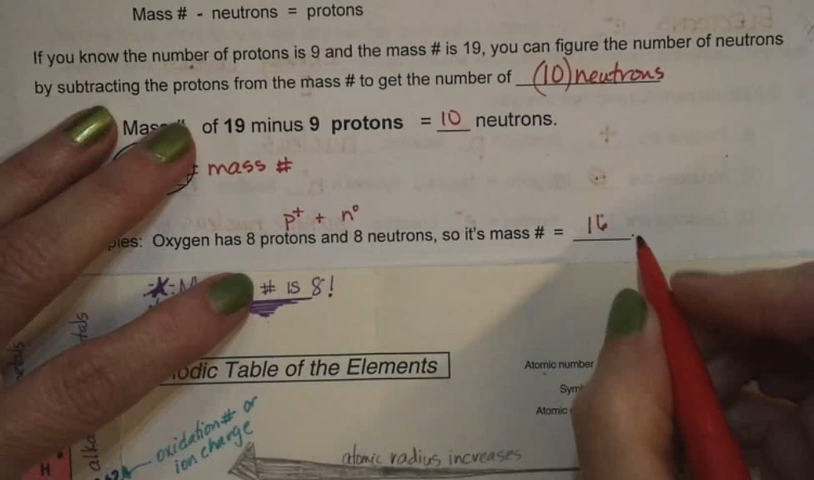 Mass # - neutrons = protons
If you know the number of protons is 9 and the mass # is 19, you can figure the number of neutrons
by subtracting the protons from the mass # to get the number of (10) neutrons
of 19 minus 9 protons = 10 neutrons.
mass #
p+ + n°
Oxygen has 8 protons and 8 neutrons, so it's mass # = 16.
# is 8!
Table of the Elements
Atomic number
oxidation # or
ion charge
atomic radius increases
H